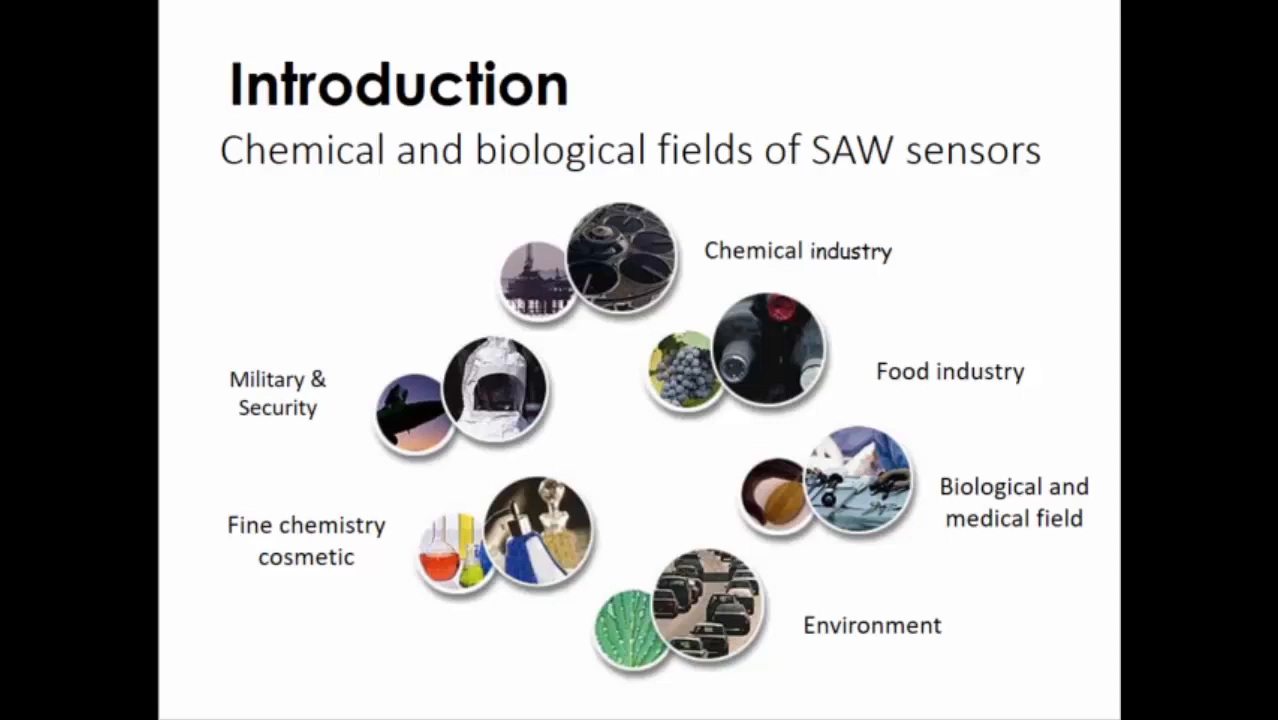 Introduction
Chemical and biological fields of SAW sensors
Chemical industry
Food industry
Military &
Security
Biological and
medical field
Fine chemistry
cosmetic
Environment